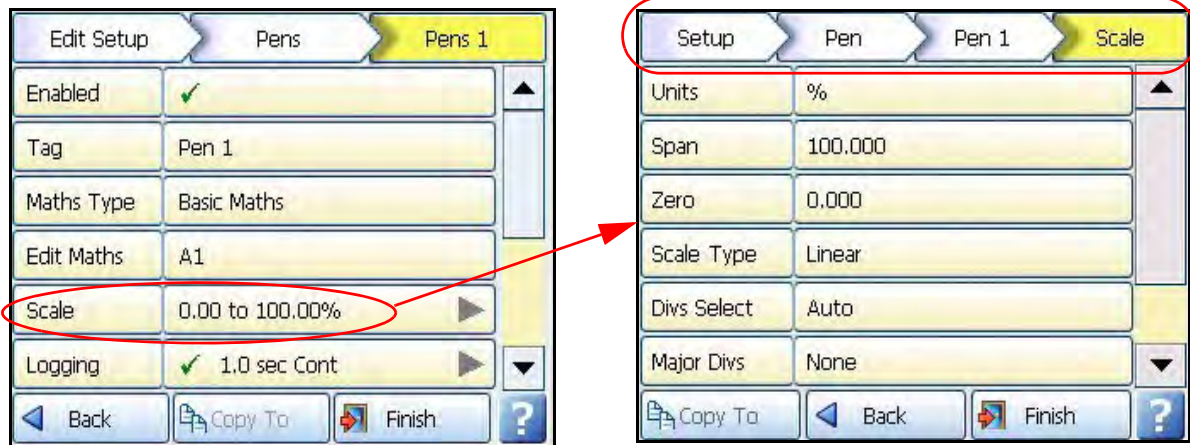 Edit Setup Pens Pens 1
Enabled ✓
Tag Pen 1
Maths Type Basic Maths
Edit Maths A1
Scale 0.00 to 100.00%
Logging ✓ 1.0 sec Cont
Back Copy To Finish ?
Setup Pen Pen 1 Scale
Units %
Span 100.000
Zero 0.000
Scale Type Linear
Divs Select Auto
Major Divs None
Copy To Back Finish ?